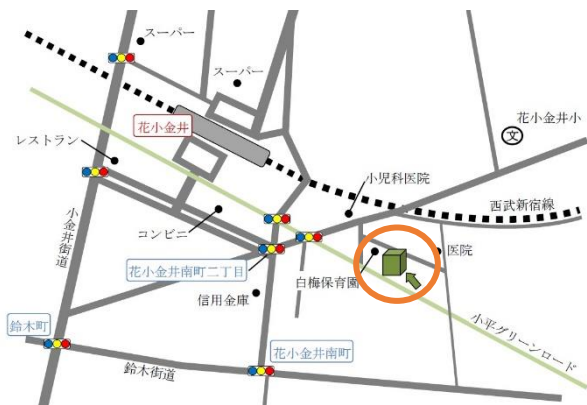 スーパー
スーパー
花小金井小
文
花小金井
レストラン
小児科医院
西武新宿線
小金井街道
コンビニ
花小金井南町二丁目
医院
白梅保育園
信用金庫
小平グリーンロード
鈴木町
花小金井南町
鈴木街道